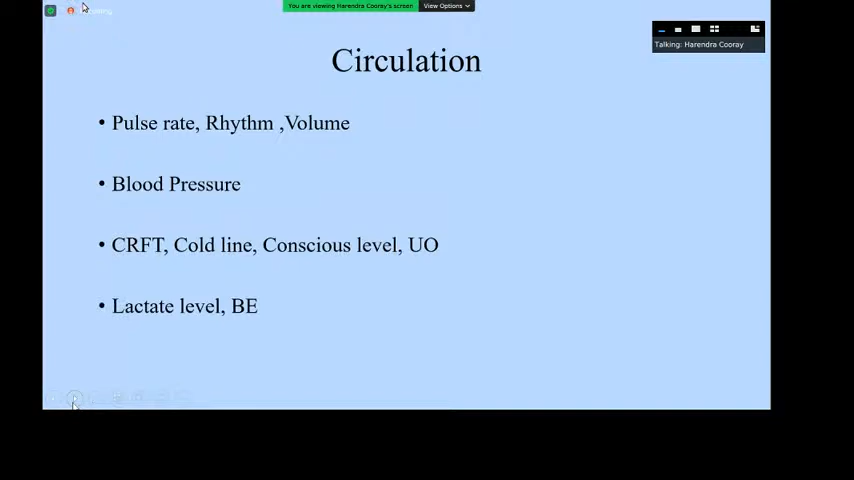 You are viewing Harendra Cooray's screen
View Options
Talking: Harendra Cooray
Circulation
• Pulse rate, Rhythm ,Volume
• Blood Pressure
• CRFT, Cold line, Conscious level, UO
• Lactate level, BE